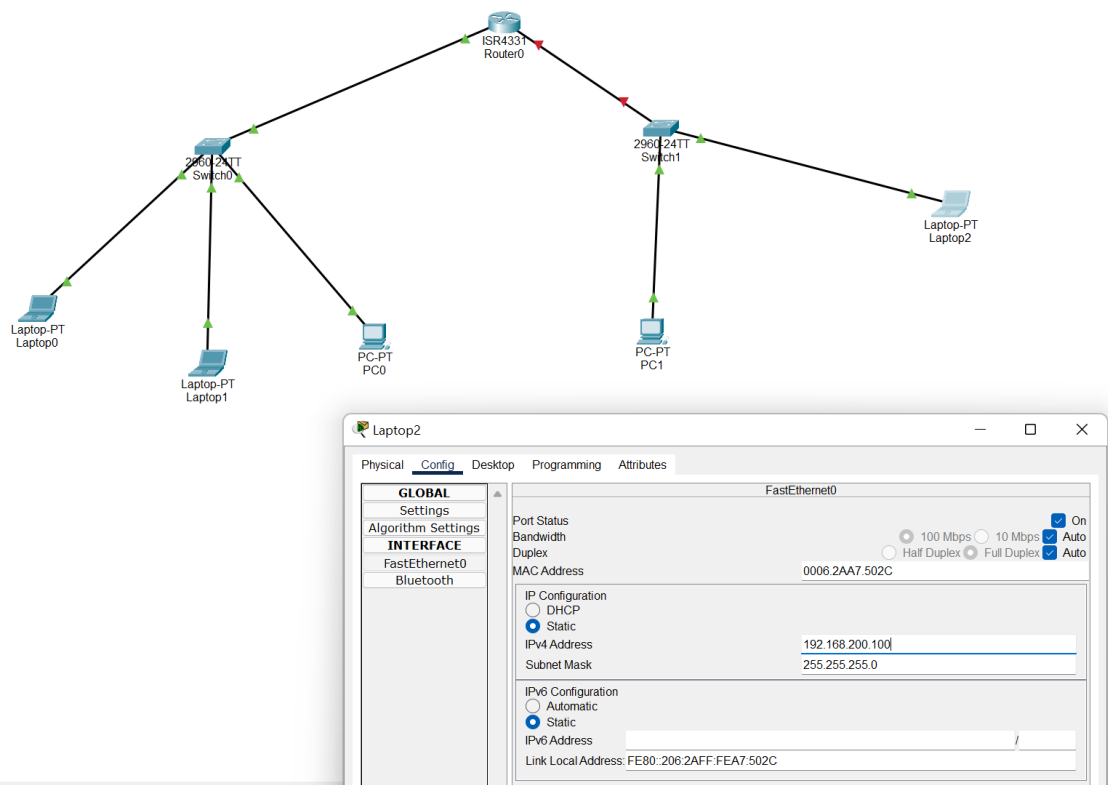 ISR4331
Router0
2960-24TT
Switch0
2960-24TT
Switch1
Laptop-PT
Laptop2
Laptop-PT
Laptop0
Laptop-PT
Laptop1
PC-PT
PC0
PC-PT
PC1
Laptop2
Physical Config Desktop Programming Attributes
GLOBAL
Settings
Algorithm Settings
INTERFACE
FastEthernet0
Bluetooth
FastEthernet0
Port Status On
Bandwidth 100 Mbps 10 Mbps Auto
Duplex Half Duplex Full Duplex Auto
MAC Address 0006.2AA7.502C
IP Configuration
DHCP
Static
IPv4 Address 192.168.200.100
Subnet Mask 255.255.255.0
IPv6 Configuration
Automatic
Static
IPv6 Address /
Link Local Address: FE80::206:2AFF:FEA7:502C